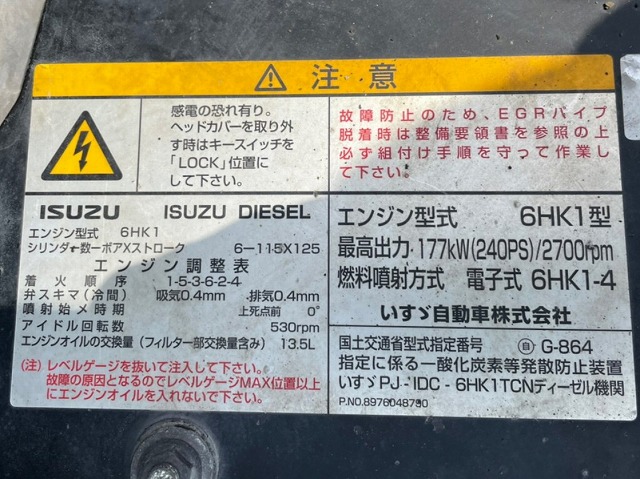 ⚠ 注意
感電の恐れ有り。
ヘッドカバーを取り外
す時はキースイッチを
「LOCK」位置に
して下さい。
故障防止のため、EGRパイプ
脱着時は整備要領書を参照の上
必ず組付け手順を守って作業し
て下さい。
ISUZU ISUZU DIESEL
エンジン型式 6HK1
シリンダー数ーボアXストローク 6-115X125
エンジン調整表
着火順序 1-5-3-6-2-4
弁スキマ(冷間) 吸気0.4mm 排気0.4mm
噴射始メ時期 上死点前 0°
アイドル回転数 530rpm
エンジンオイルの交換量(フィルター部交換量含み) 13.5L
(注)レベルゲージを抜いて注入して下さい。
故障の原因となるのでレベルゲージMAX位置以上
にエンジンオイルを入れないで下さい。
エンジン型式 6HK1型
最高出力 177kW(240PS)/2700rpm
燃料噴射方式 電子式 6HK1-4
いすゞ自動車株式会社
国土交通省型式指定番号 自 G-864
指定に係る一酸化炭素等発散防止装置
いすゞPJ-IDC-6HK1TCNディーゼル機関
P.NO.8976048790